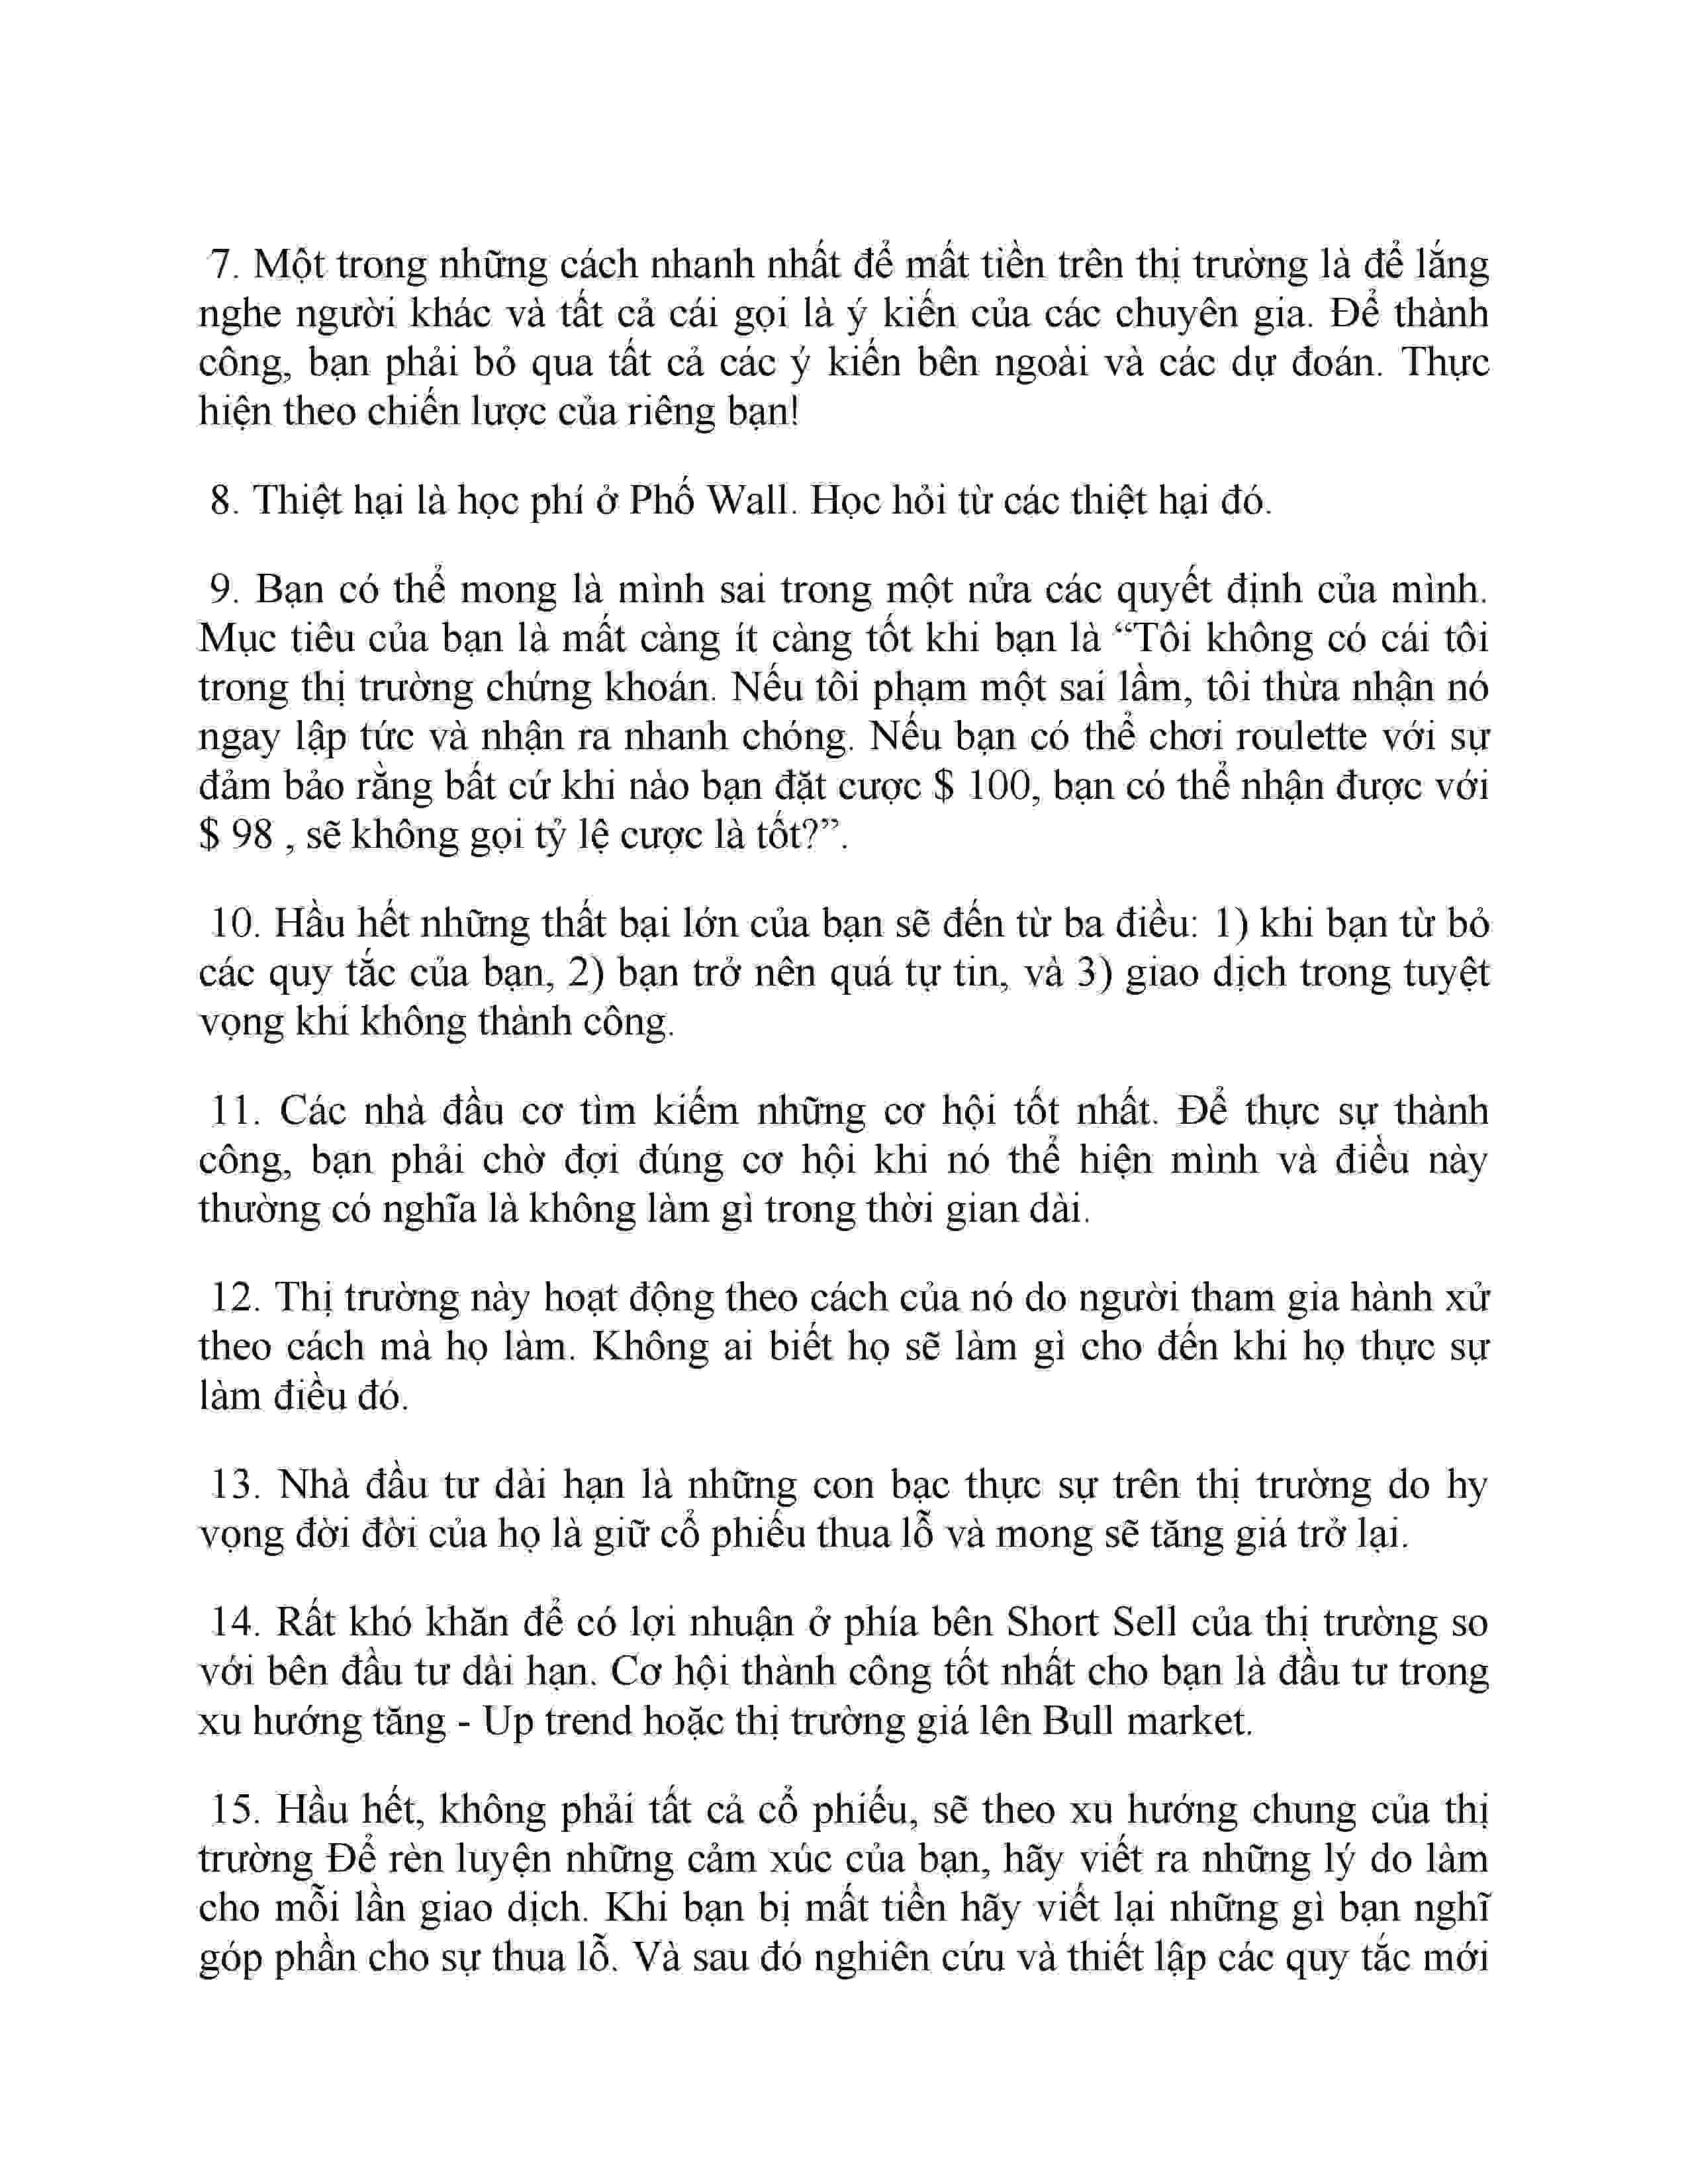 7. Một trong những cách nhanh nhất để mất tiền trên thị trường là để lắng
nghe người khác và tất cả cái gọi là ý kiến của các chuyên gia. Để thành
công, bạn phải bỏ qua tất cả các ý kiến bên ngoài và các dự đoán. Thực
hiện theo chiến lược của riêng bạn!
8. Thiệt hại là học phí ở Phố Wall. Học hỏi từ các thiệt hại đó.
9. Bạn có thể mong là mình sai trong một nửa các quyết định của mình.
Mục tiêu của bạn là mất càng ít càng tốt khi bạn là “Tôi không có cái tôi
trong thị trường chứng khoán. Nếu tôi phạm một sai lầm, tôi thừa nhận nó
ngay lập tức và nhận ra nhanh chóng. Nếu bạn có thể chơi roulette với sự
đảm bảo rằng bất cứ khi nào bạn đặt cược $ 100, bạn có thể nhận được với
$ 98 , sẽ không gọi tỷ lệ cược là tốt?”.
10. Hầu hết những thất bại lớn của bạn sẽ đến từ ba điều: 1) khi bạn từ bỏ
các quy tắc của bạn, 2) bạn trở nên quá tự tin, và 3) giao dịch trong tuyệt
vọng khi không thành công.
11. Các nhà đầu cơ tìm kiếm những cơ hội tốt nhất. Để thực sự thành
công, bạn phải chờ đợi đúng cơ hội khi nó thể hiện mình và điều này
thường có nghĩa là không làm gì trong thời gian dài.
12. Thị trường này hoạt động theo cách của nó do người tham gia hành xử
theo cách mà họ làm. Không ai biết họ sẽ làm gì cho đến khi họ thực sự
làm điều đó.
13. Nhà đầu tư dài hạn là những con bạc thực sự trên thị trường do hy
vọng đời đời của họ là giữ cổ phiếu thua lỗ và mong sẽ tăng giá trở lại.
14. Rất khó khăn để có lợi nhuận ở phía bên Short Sell của thị trường so
với bên đầu tư dài hạn. Cơ hội thành công tốt nhất cho bạn là đầu tư trong
xu hướng tăng - Up trend hoặc thị trường giá lên Bull market.
15. Hầu hết, không phải tất cả cổ phiếu, sẽ theo xu hướng chung của thị
trường Để rèn luyện những cảm xúc của bạn, hãy viết ra những lý do làm
cho mỗi lần giao dịch. Khi bạn bị mất tiền hãy viết lại những gì bạn nghĩ
góp phần cho sự thua lỗ. Và sau đó nghiên cứu và thiết lập các quy tắc mới